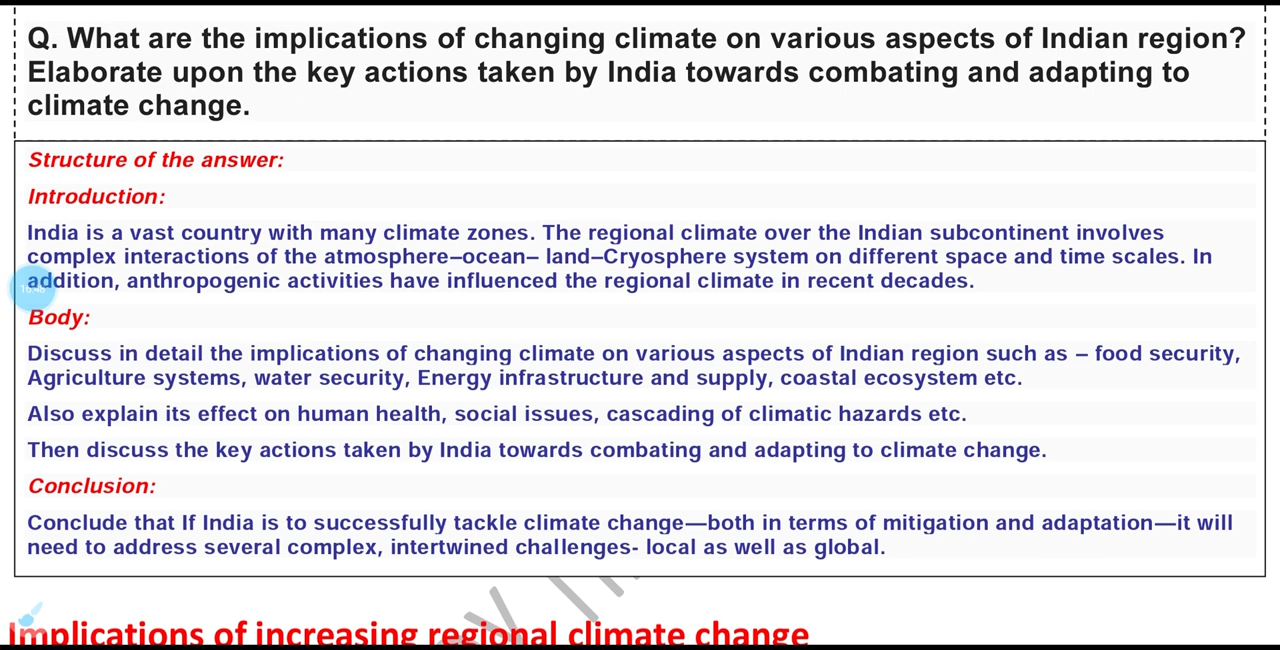 Q. What are the implications of changing climate on various aspects of Indian region?
Elaborate upon the key actions taken by India towards combating and adapting to
climate change.
Structure of the answer:
Introduction:
India is a vast country with many climate zones. The regional climate over the Indian subcontinent involves
complex interactions of the atmosphere–ocean– land–Cryosphere system on different space and time scales. In
addition, anthropogenic activities have influenced the regional climate in recent decades.
Body:
Discuss in detail the implications of changing climate on various aspects of Indian region such as – food security,
Agriculture systems, water security, Energy infrastructure and supply, coastal ecosystem etc.
Also explain its effect on human health, social issues, cascading of climatic hazards etc.
Then discuss the key actions taken by India towards combating and adapting to climate change.
Conclusion:
Conclude that If India is to successfully tackle climate change—both in terms of mitigation and adaptation—it will
need to address several complex, intertwined challenges- local as well as global.
Implications of increasing regional climate change